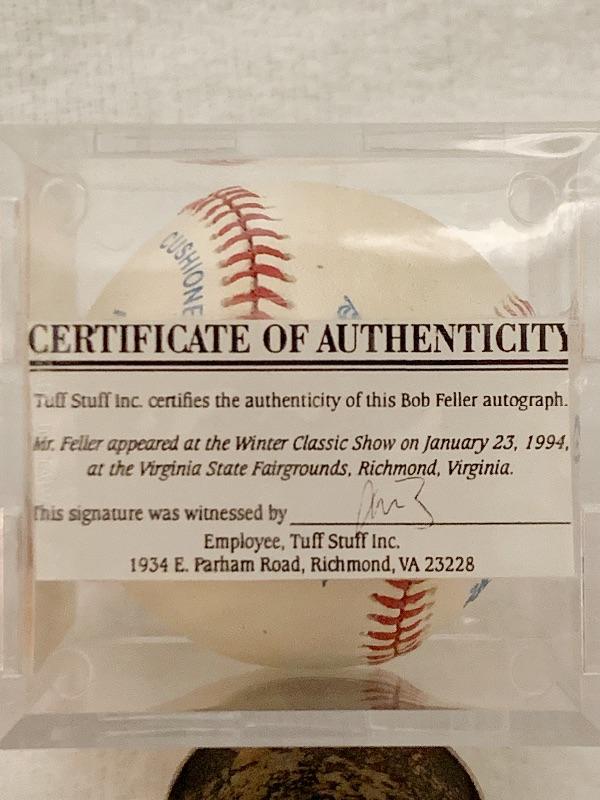 CUSHIONE
CERTIFICATE OF AUTHENTICITY
Tuff Stuff Inc. certifies the authenticity of this Bob Feller autograph.
Mr. Feller appeared at the Winter Classic Show on January 23, 1994,
at the Virginia State Fairgrounds, Richmond, Virginia.
This signature was witnessed by
Employee, Tuff Stuff Inc.
1934 E. Parham Road, Richmond, VA 23228